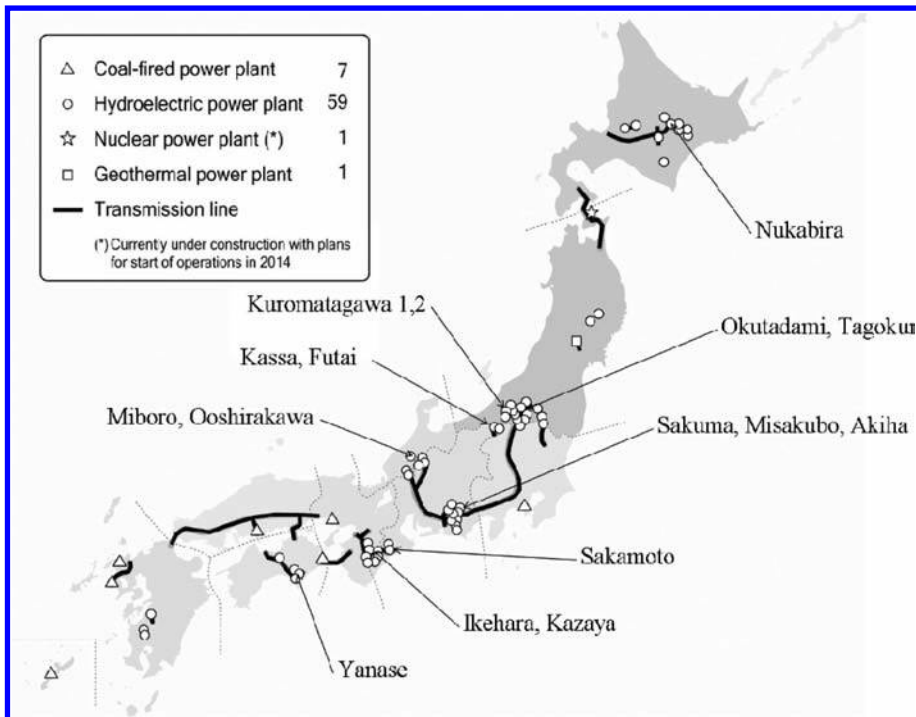 Coal-fired power plant 7
Hydroelectric power plant 59
Nuclear power plant (*) 1
Geothermal power plant 1
Transmission line
(*) Currently under construction with plans
for start of operations in 2014
Nukabira
Kuromatagawa 1,2
Okutadami, Tagokur
Kassa, Futai
Miboro, Ooshirakawa
Sakuma, Misakubo, Akiha
Sakamoto
Ikehara, Kazaya
Yanase